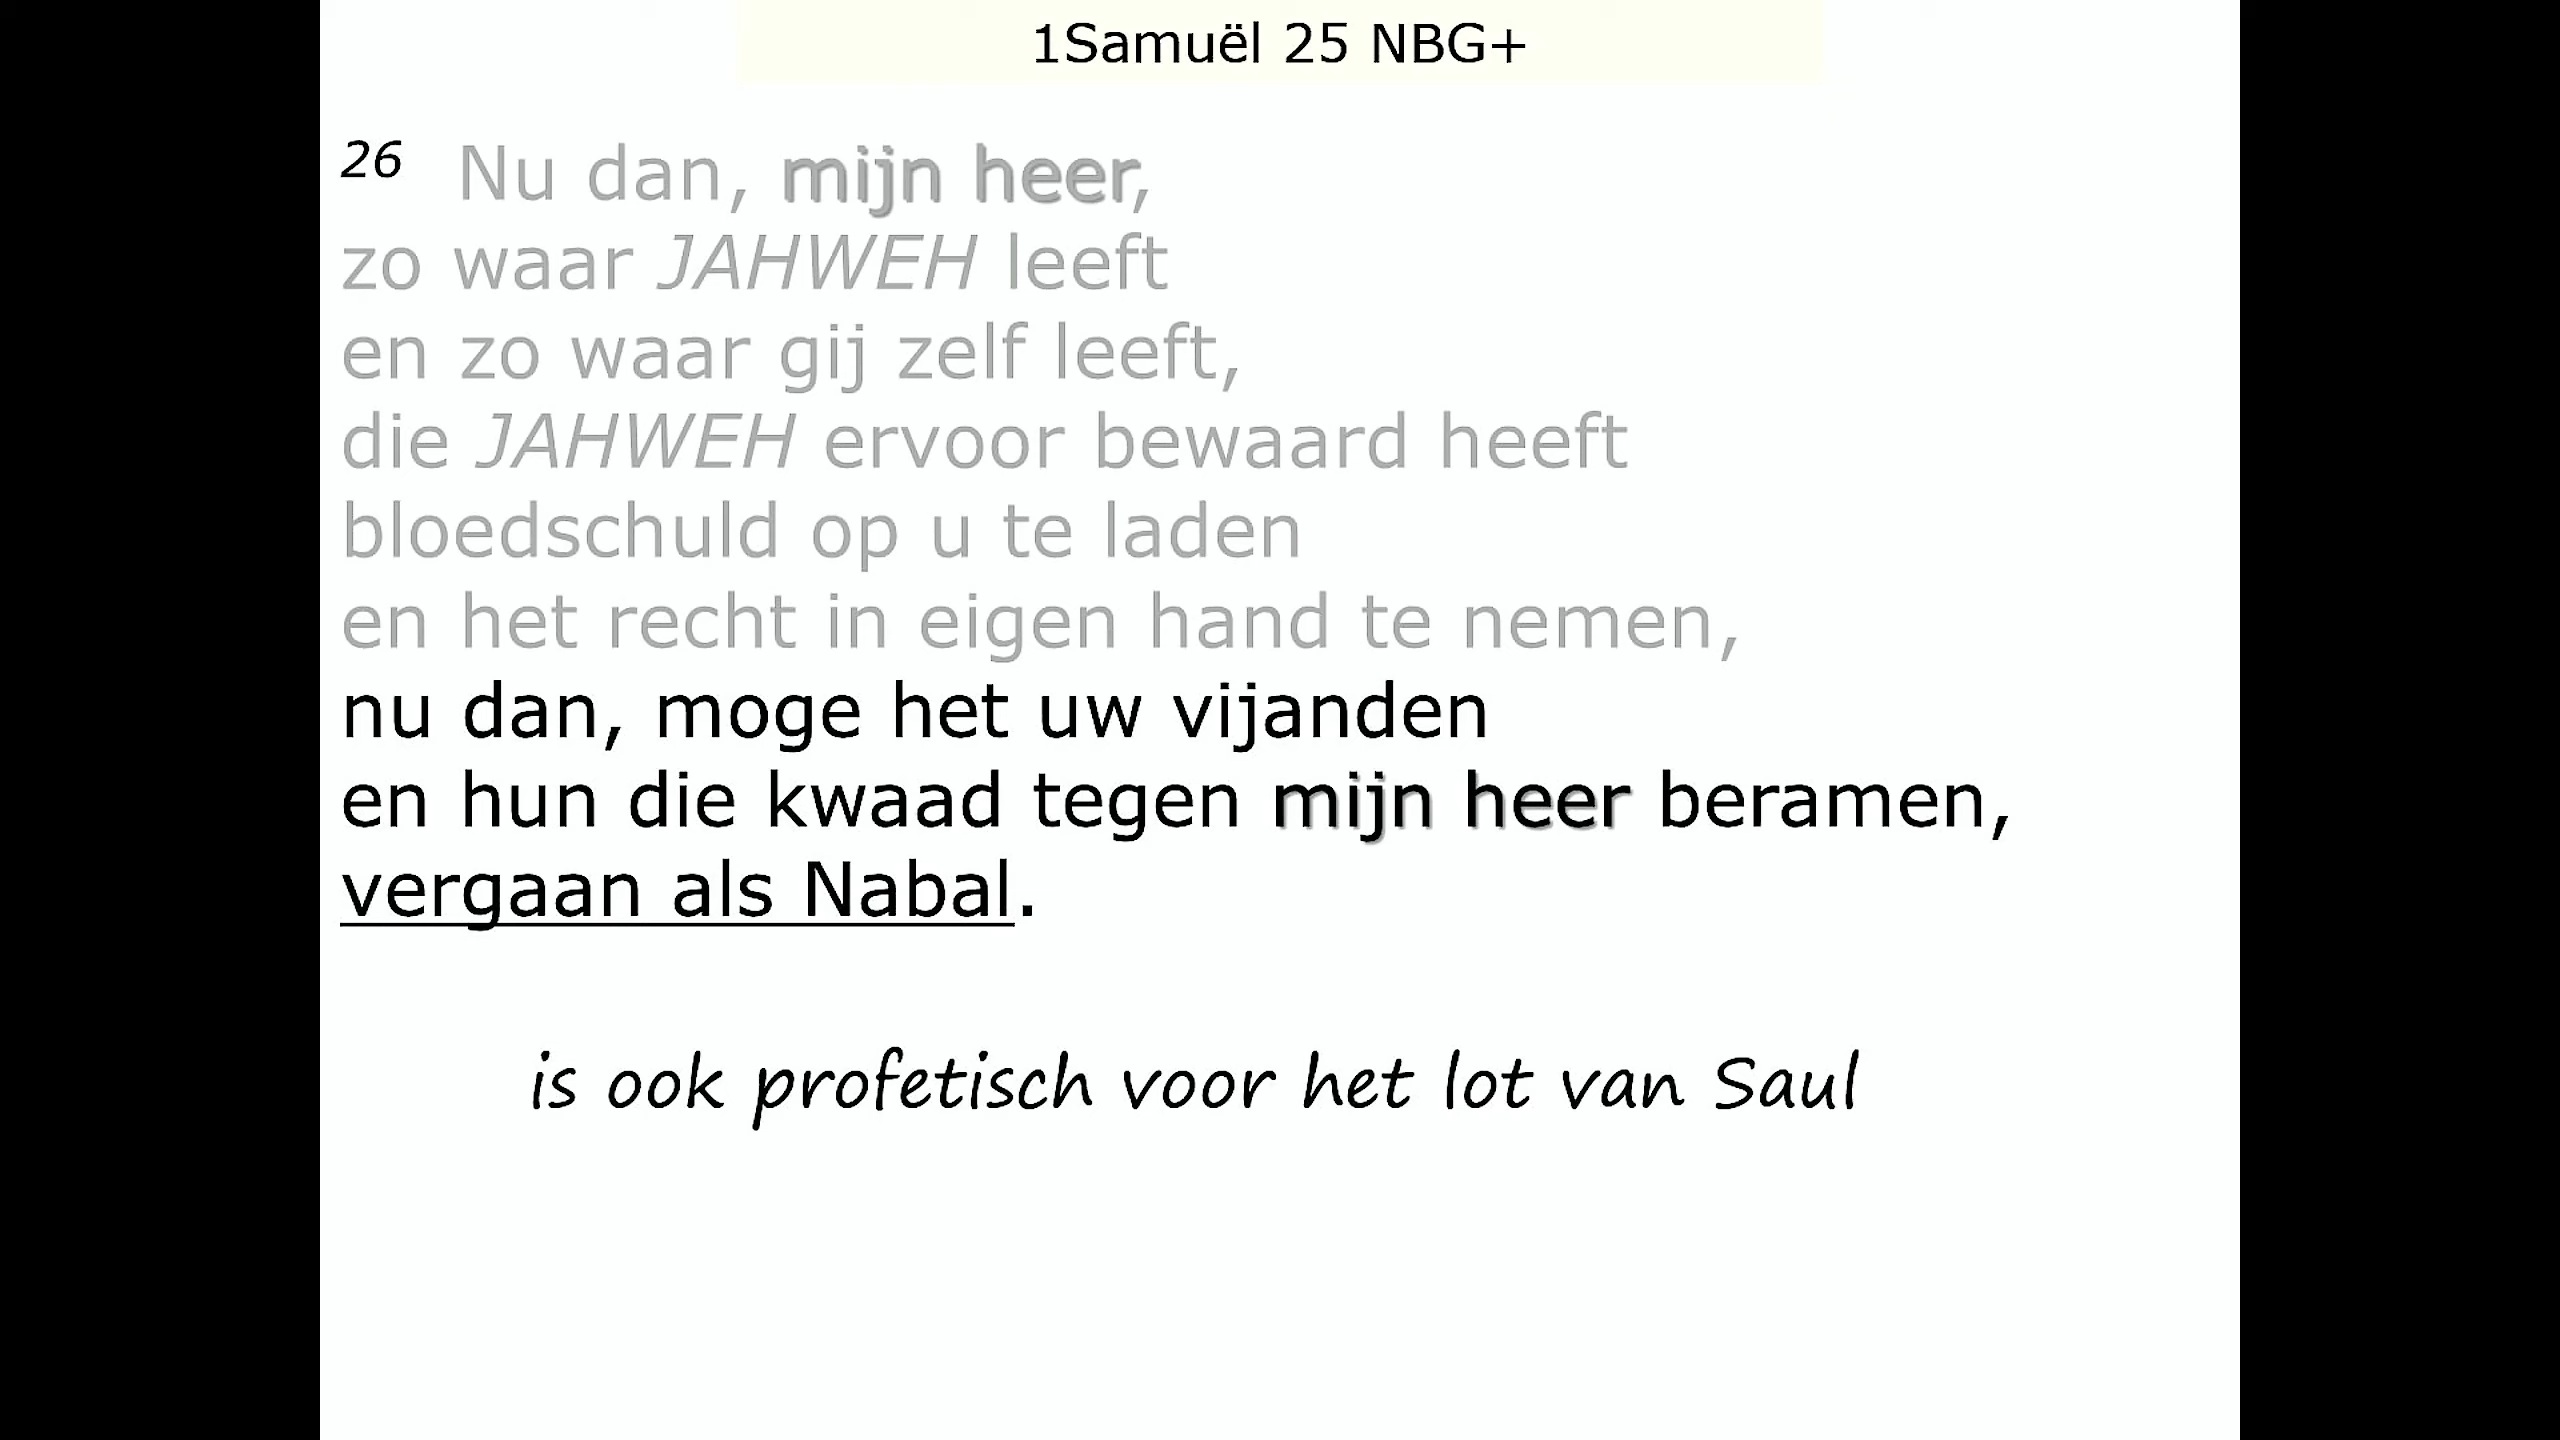 1Samuël 25 NBG+
26 Nu dan, mijn heer,
zo waar JAHWEH leeft
en zo waar gij zelf leeft,
die JAHWEH ervoor bewaard heeft
bloedschuld op u te laden
en het recht in eigen hand te nemen,
nu dan, moge het uw vijanden
en hun die kwaad tegen mijn heer beramen,
vergaan als Nabal.
is ook profetisch voor het lot van Saul